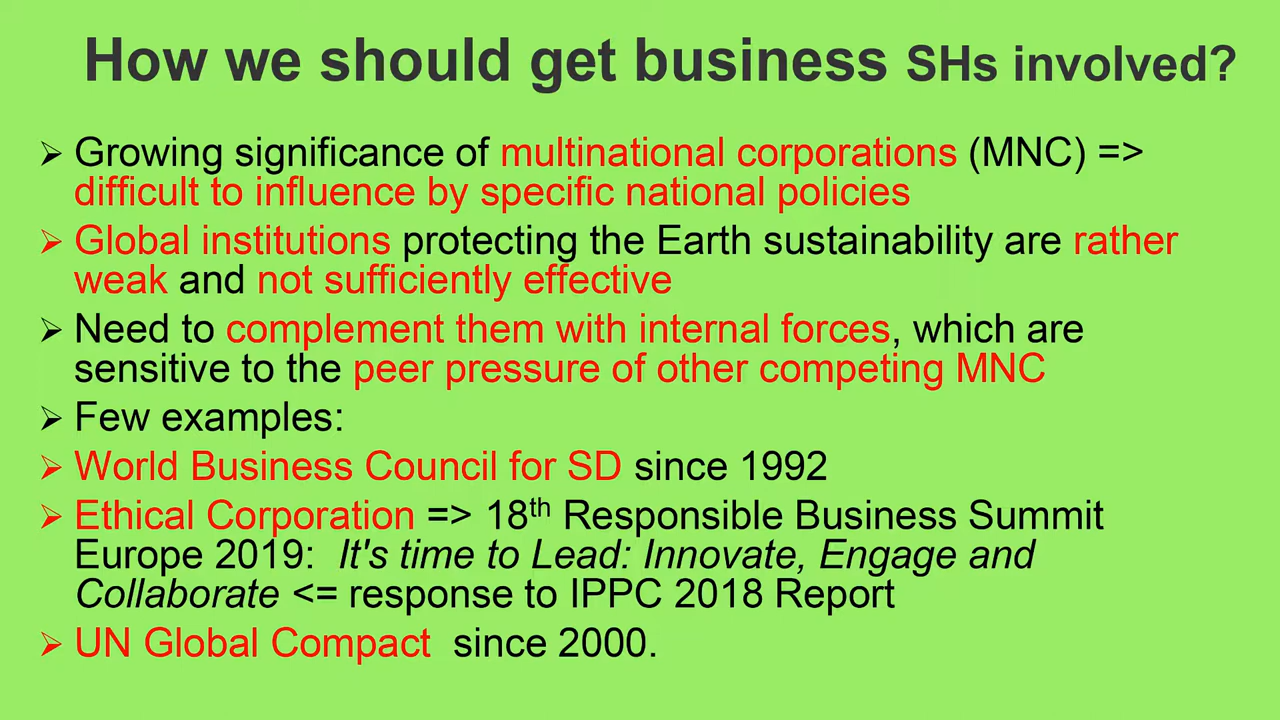 How we should get business SHs involved?
➢ Growing significance of multinational corporations (MNC) =>
difficult to influence by specific national policies
➢ Global institutions protecting the Earth sustainability are rather
weak and not sufficiently effective
➢ Need to complement them with internal forces, which are
sensitive to the peer pressure of other competing MNC
➢ Few examples:
➢ World Business Council for SD since 1992
➢ Ethical Corporation => 18th Responsible Business Summit
Europe 2019: It's time to Lead: Innovate, Engage and
Collaborate <= response to IPPC 2018 Report
➢ UN Global Compact since 2000.